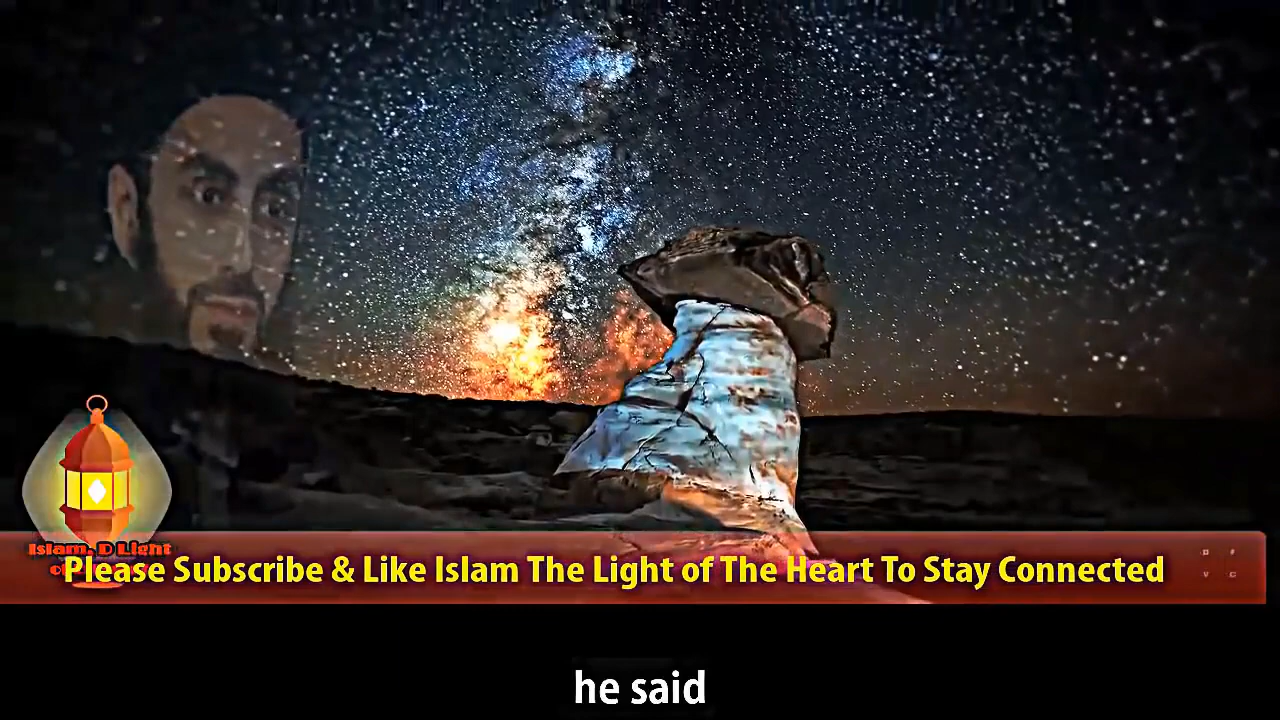 Islam, D Light
Please Subscribe & Like Islam The Light of The Heart To Stay Connected
he said